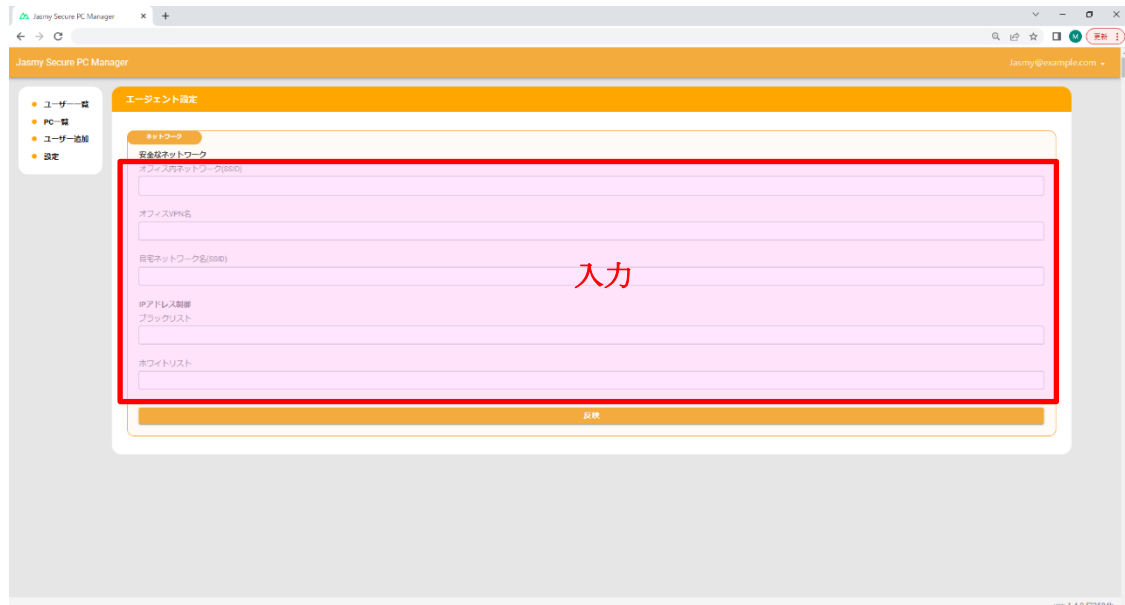 Jasmy Secure PC Manager
更新
Jasmy Secure PC Manager
Jasmy@example.com
ユーザー一覧
PC一覧
ユーザー追加
設定
エージェント設定
ネットワーク
安全なネットワーク
オフィス内ネットワーク(SSID)
オフィスVPN名
自宅ネットワーク名(SSID)
入力
IPアドレス制御
ブラックリスト
ホワイトリスト
反映